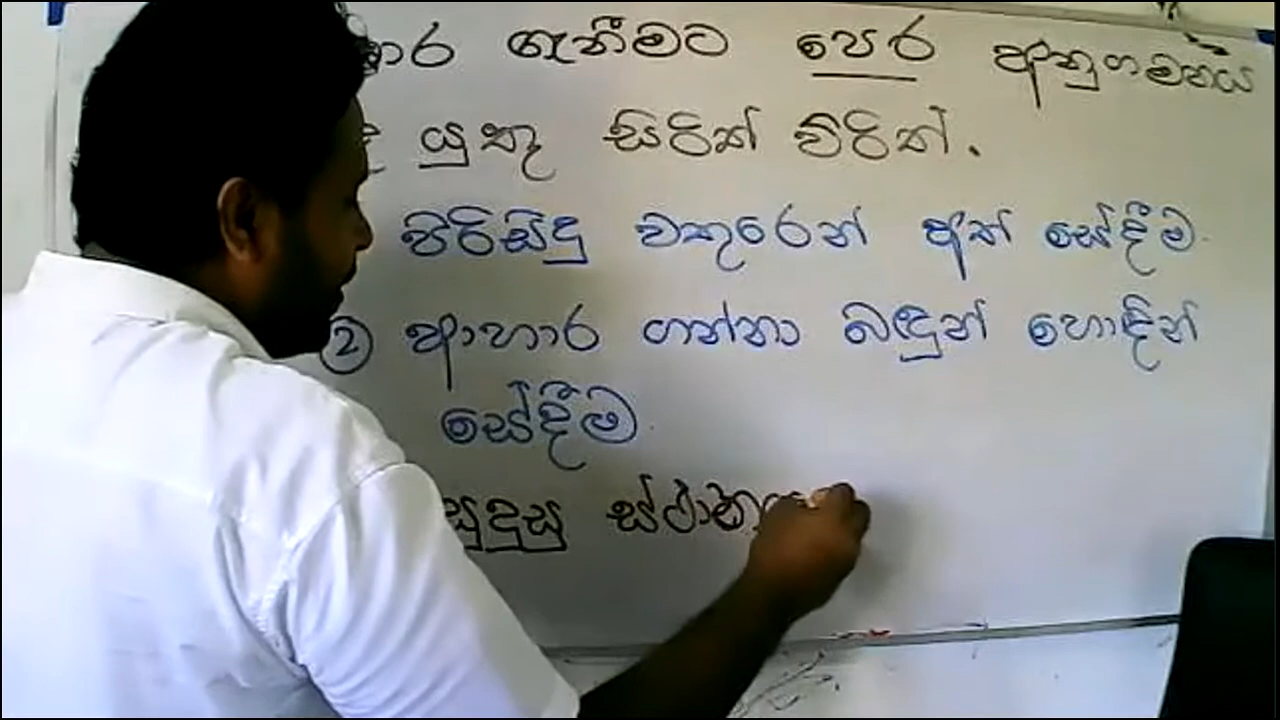 ගැනීමට පෙර අනුගමනය
යුතු සිරිත් විරිත්.
පිරිසිදු වතුරෙන් අත් සේදීම
② ආහාර ගන්නා බඳුන් හොඳින්
සේදීම
සුදුසු